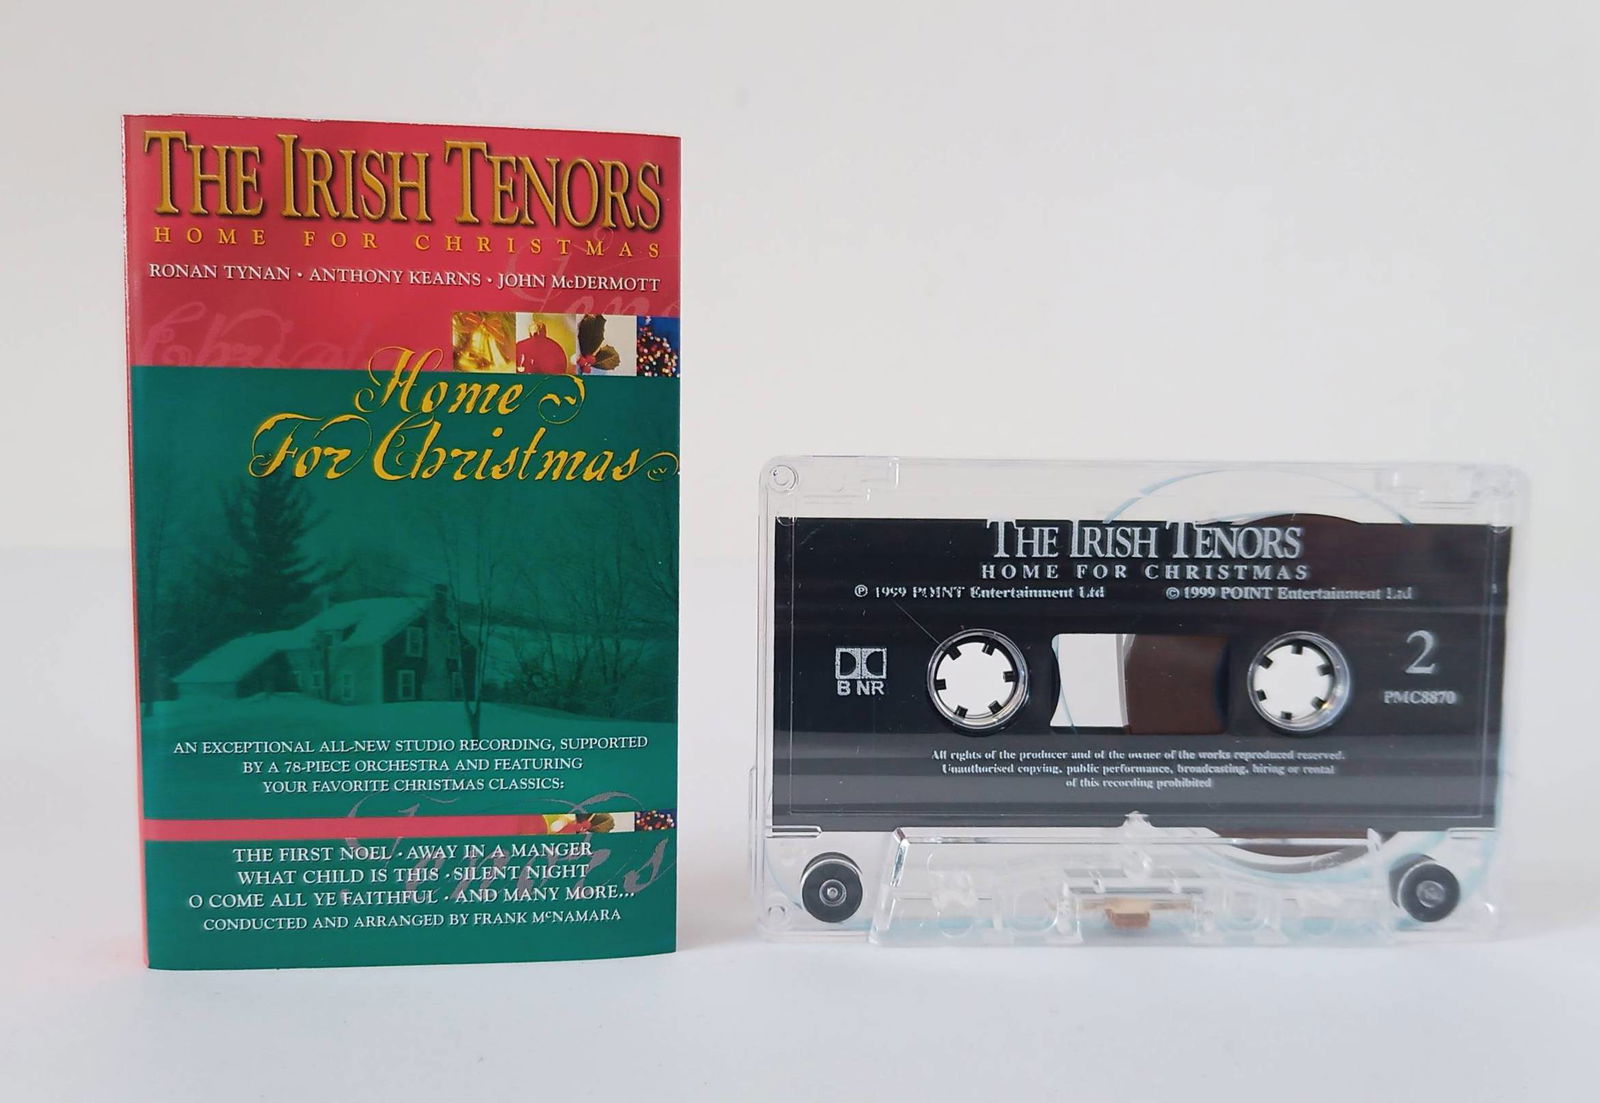 THE IRISH TENORS
HOME FOR CHRISTMAS
RONAN TYNAN • ANTHONY KEARNS • JOHN McDERMOTT
Home
For Christmas
AN EXCEPTIONAL ALL-NEW STUDIO RECORDING, SUPPORTED
BY A 78-PIECE ORCHESTRA AND FEATURING
YOUR FAVORITE CHRISTMAS CLASSICS:
Tenors
THE FIRST NOEL • AWAY IN A MANGER
WHAT CHILD IS THIS • SILENT NIGHT
O COME ALL YE FAITHFUL • AND MANY MORE...
CONDUCTED AND ARRANGED BY FRANK McNAMARA
THE IRISH TENORS
HOME FOR CHRISTMAS
℗ 1999 POINT Entertainment Ltd © 1999 POINT Entertainment Ltd
B NR
2
PMC8870
All rights of the producer and of the owner of the works reproduced reserved.
Unauthorised copying, public performance, broadcasting, hiring or rental
of this recording prohibited